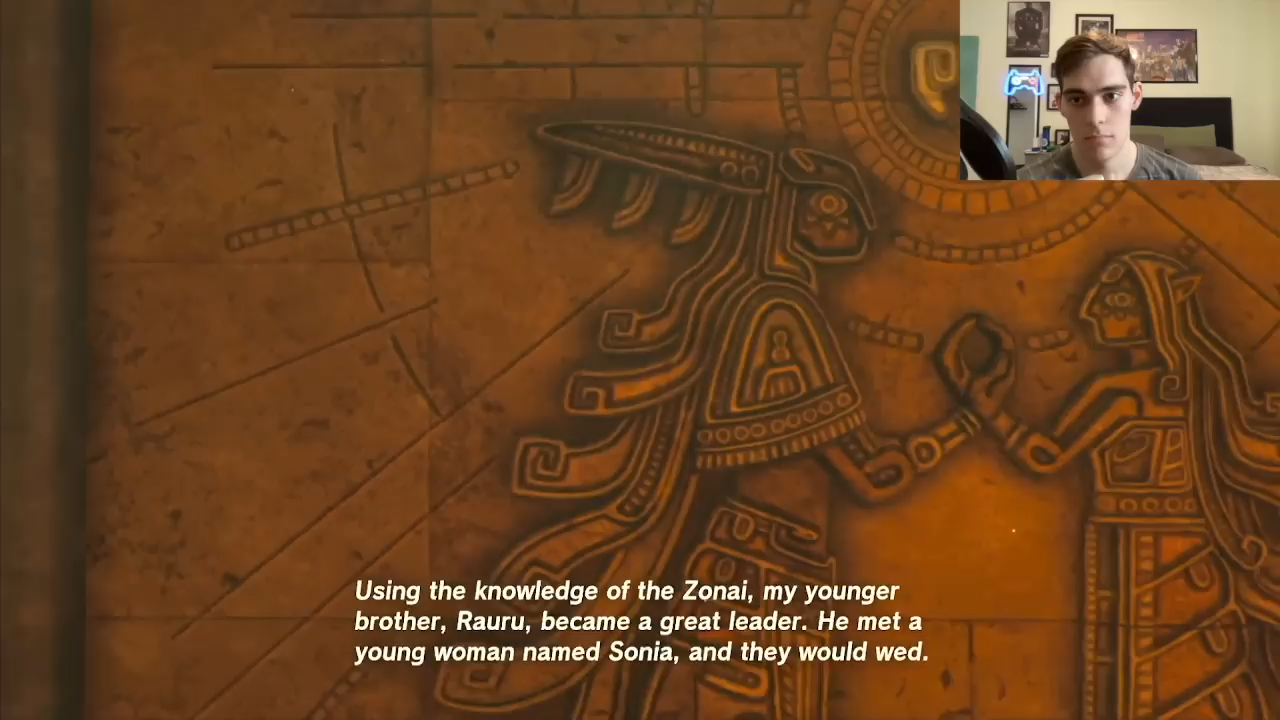 Using the knowledge of the Zonai, my younger
brother, Rauru, became a great leader. He met a
young woman named Sonia, and they would wed.